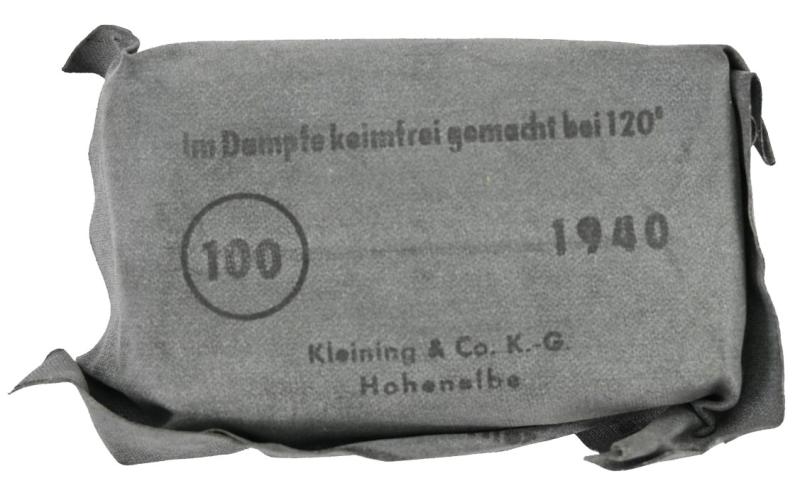 Im Dampfe keimfrei gemacht bei 120°
100
1940
Kleining & Co. K.-G.
Hohenelbe